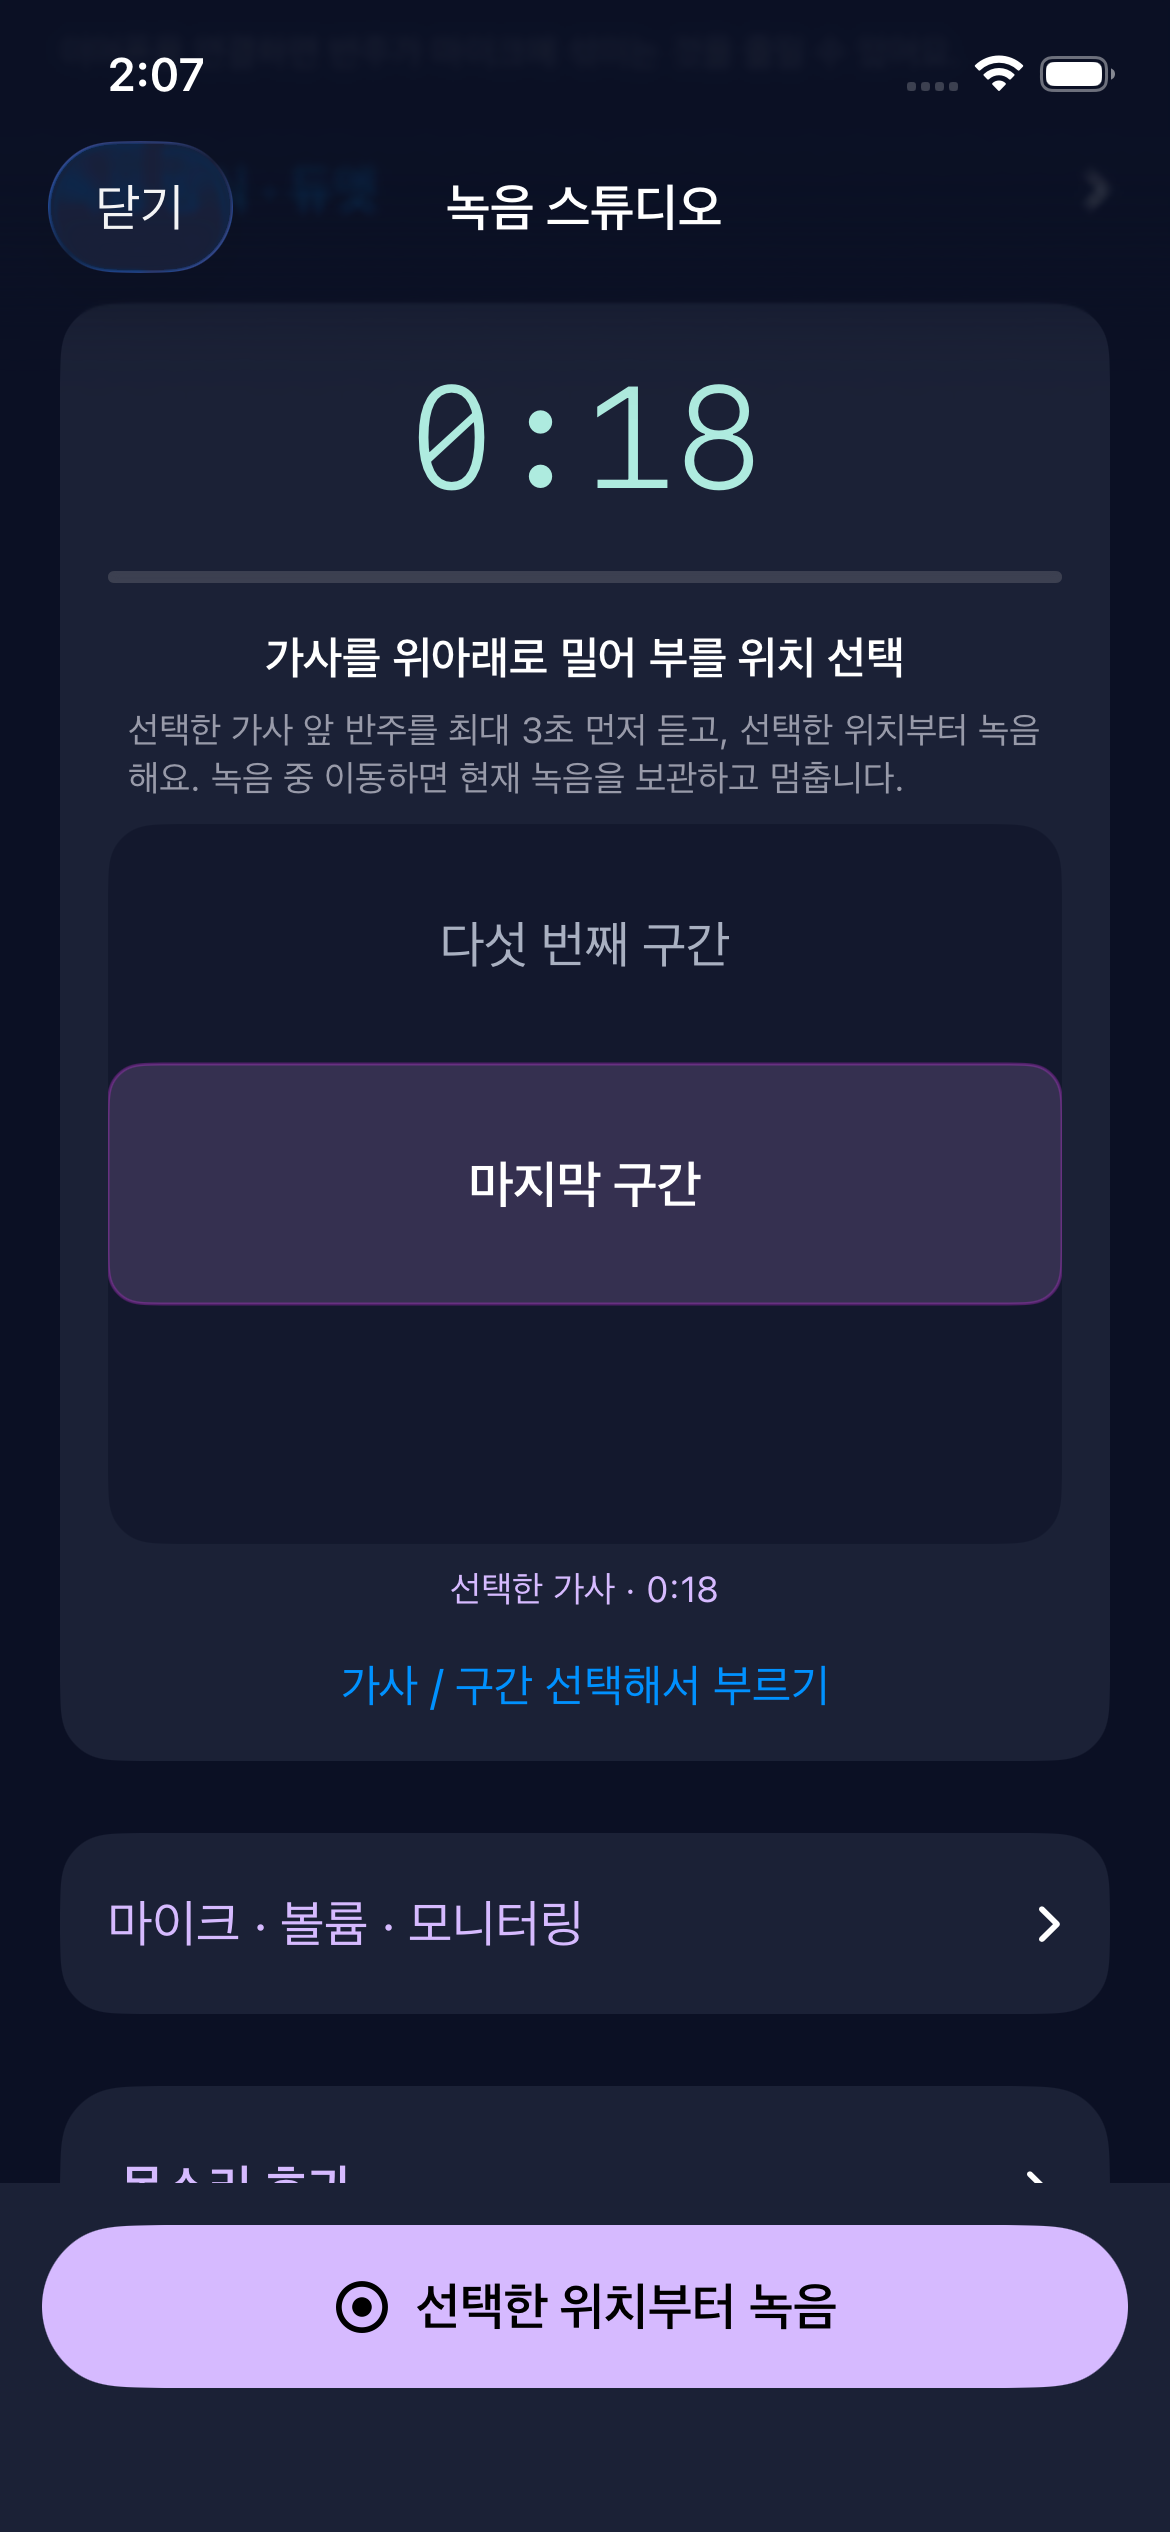 2:07
닫기
녹음 스튜디오
0:18
가사를 위아래로 밀어 부를 위치 선택
선택한 가사 앞 반주를 최대 3초 먼저 듣고, 선택한 위치부터 녹음
해요. 녹음 중 이동하면 현재 녹음을 보관하고 멈춥니다.
다섯 번째 구간
마지막 구간
선택한 가사 · 0:18
가사 / 구간 선택해서 부르기
마이크 · 볼륨 · 모니터링
선택한 위치부터 녹음